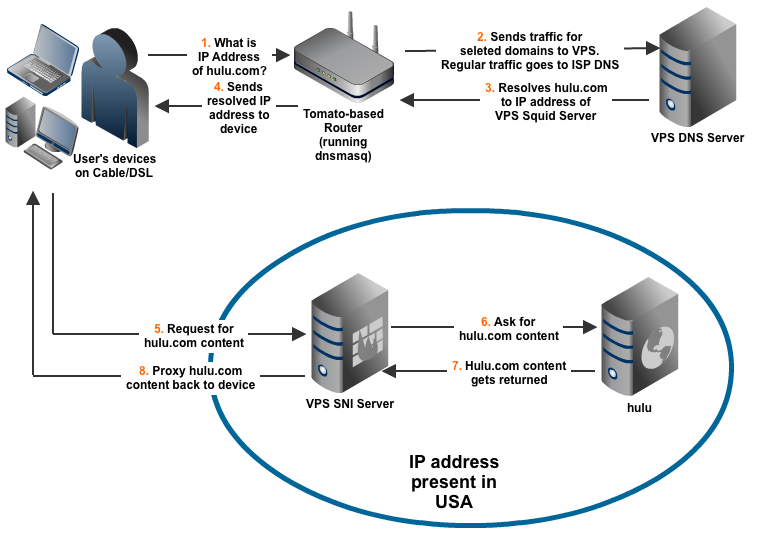 1. What is
IP Address
of hulu.com?
4. Sends
resolved IP
address to
device
2. Sends traffic for
seleted domains to VPS.
Regular traffic goes to ISP DNS
3. Resolves hulu.com
to IP address of
VPS Squid Server
Tomato-based
Router
(running
dnsmasq)
VPS DNS Server
User's devices
on Cable/DSL
5. Request for
hulu.com content
6. Ask for
hulu.com content
8. Proxy hulu.com
content back to device
7. Hulu.com content
gets returned
VPS SNI Server
hulu
IP address
present in
USA